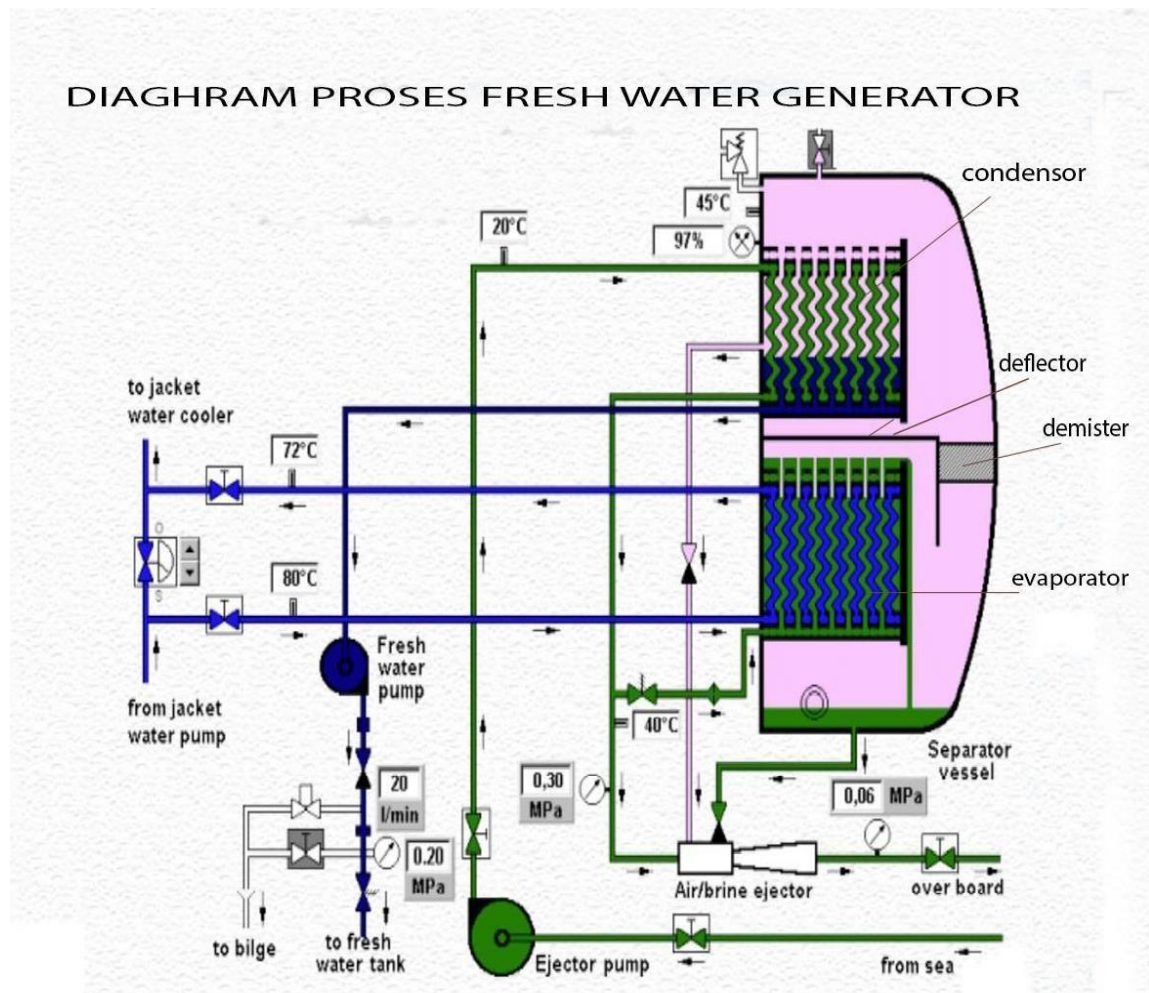 DIAGHRAM PROSES FRESH WATER GENERATOR
condensor
45°C
20°C
97%
deflector
to jacket
water cooler
demister
72°C
O
80°C
evaporator
S
Fresh
water
pump
from jacket
water pump
40°C
Separator
vessel
20
l/min
0,30
MPa
0,06 MPa
0.20
MPa
Air/brine ejector
over board
to bilge
to fresh
water tank
Ejector pump
from sea